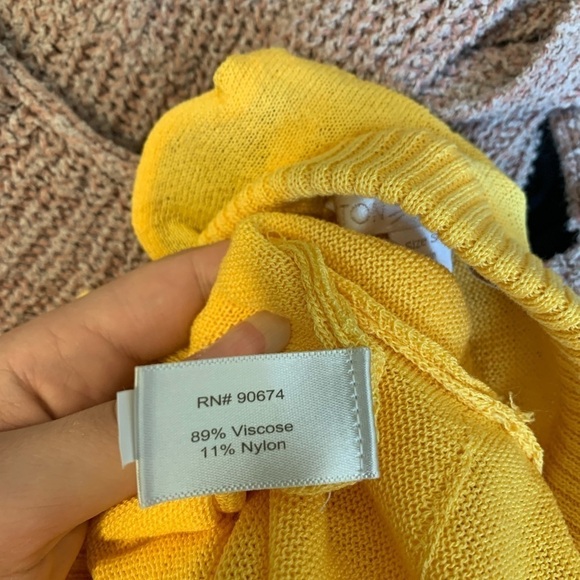 RN# 90674
89% Viscose
11% Nylon